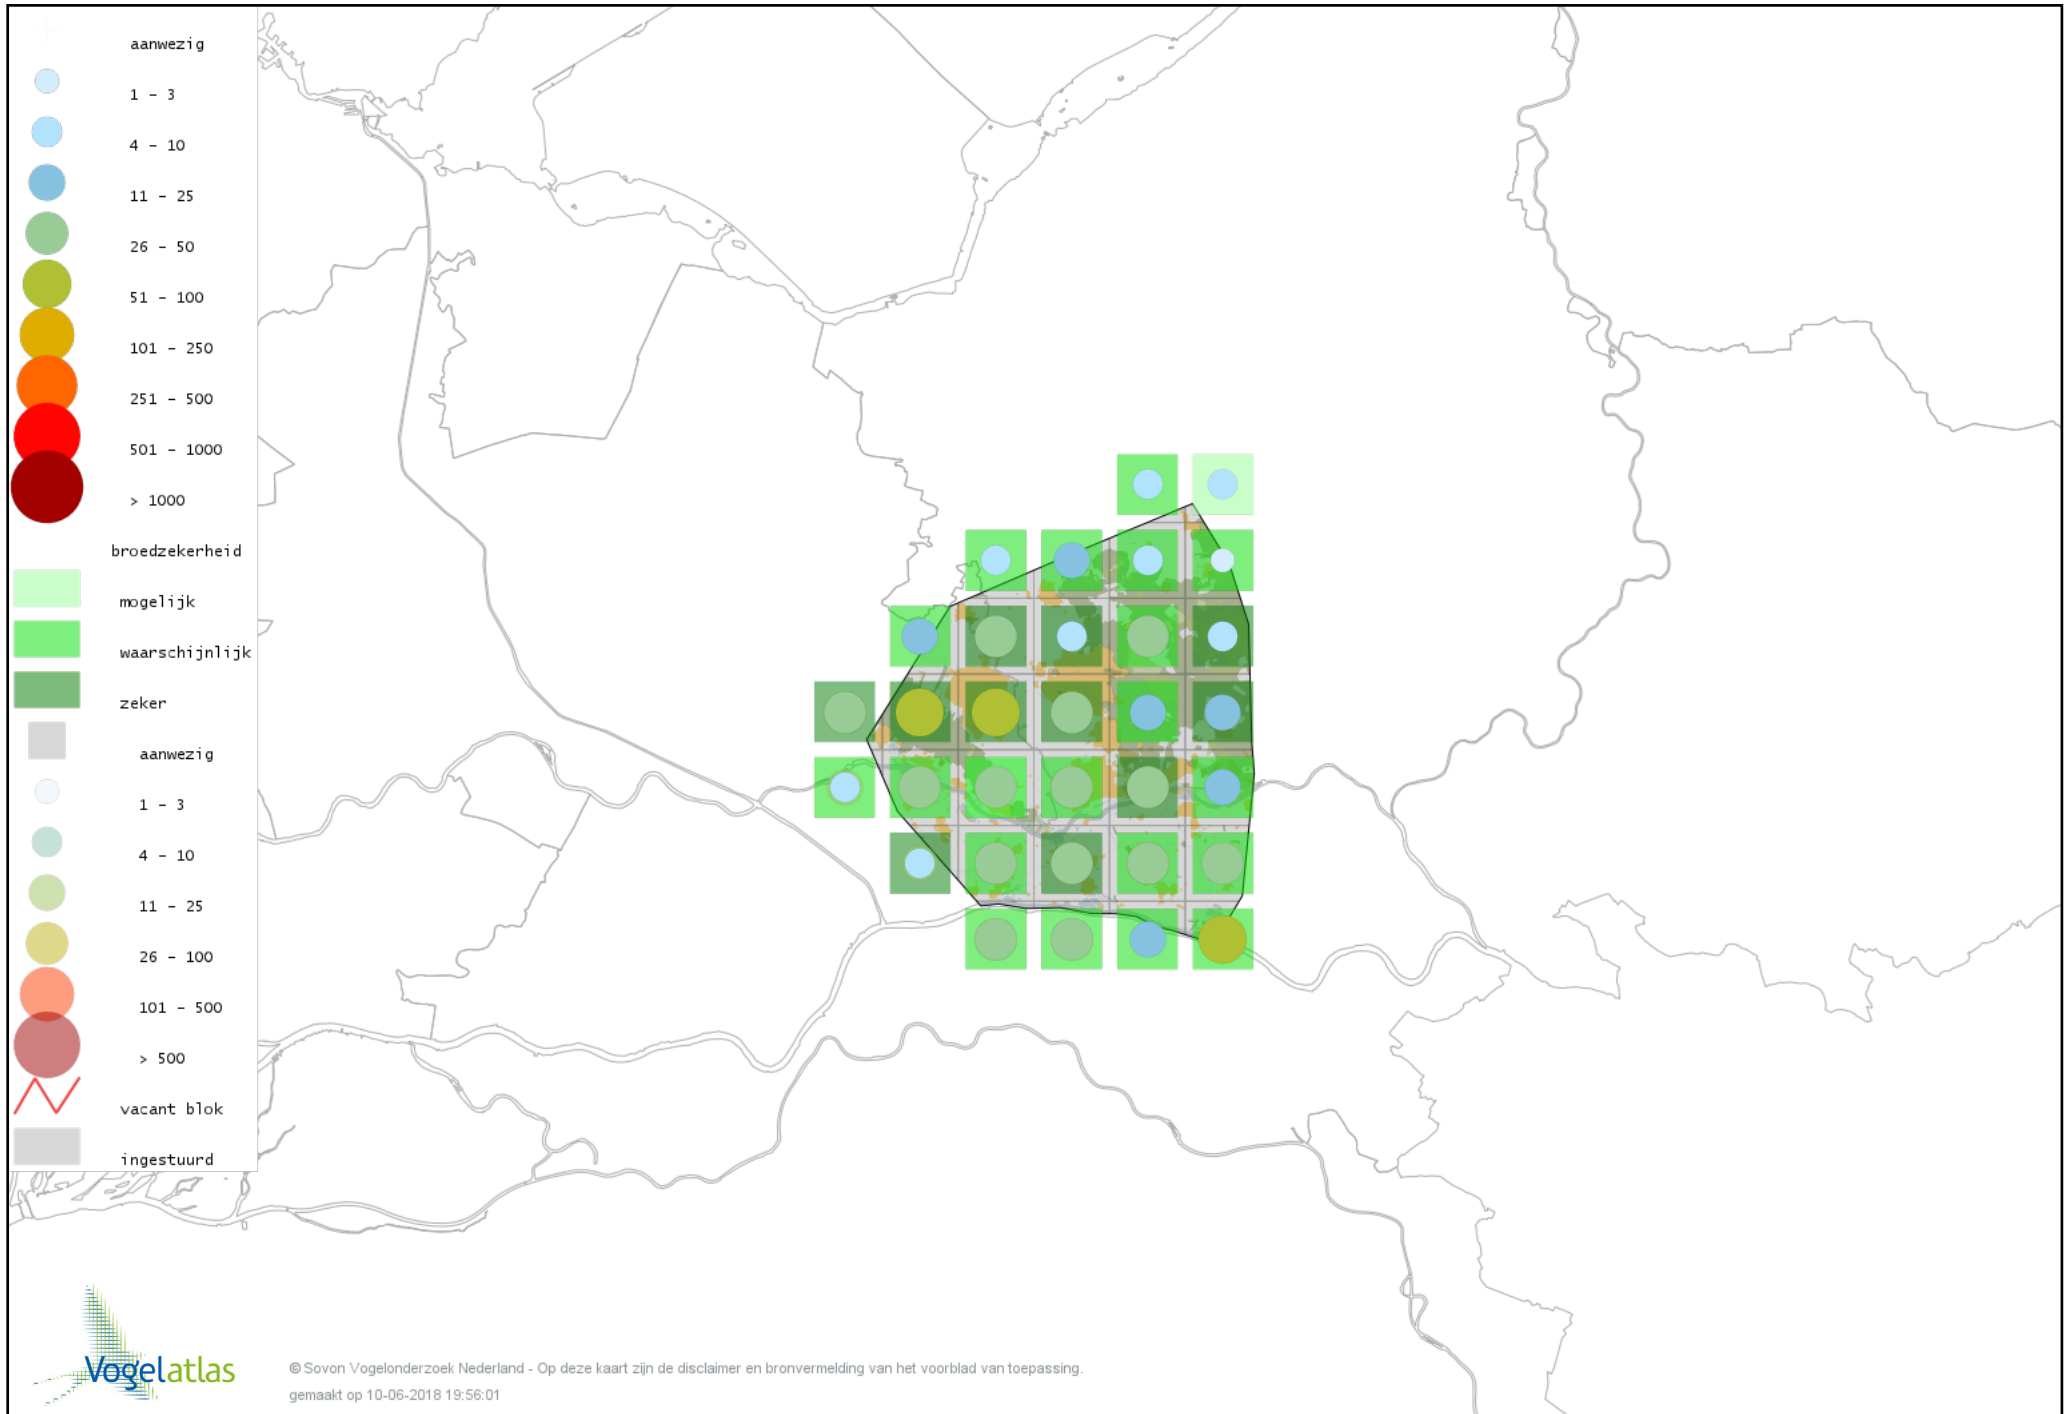 aanwezig
1 - 3
4 - 10
11 - 25
26 - 50
51 - 100
101 - 250
251 - 500
501 - 1000
> 1000
broedzekerheid
mogelijk
waarschijnlijk
zeker
aanwezig
1 - 3
4 - 10
11 - 25
26 - 100
101 - 500
> 500
vacant blok
ingestuurd
Vogelatlas
© Sovon Vogelonderzoek Nederland - Op deze kaart zijn de disclaimer en bronvermelding van het voorblad van toepassing.
gemaakt op 10-06-2018 19:56:01